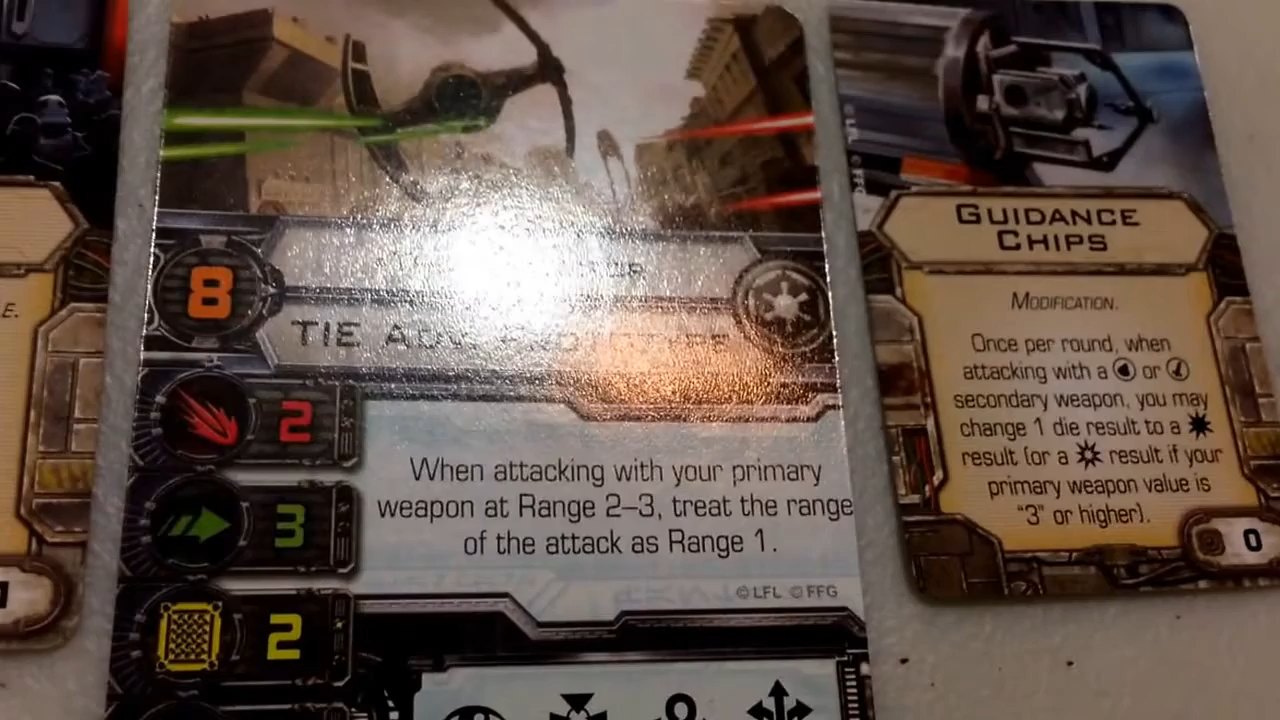 E.
8
TIE ADV. PROTOTYPE
2
When attacking with your primary
weapon at Range 2–3, treat the range
of the attack as Range 1.
3
©LFL ©FFG
2
GUIDANCE
CHIPS
MODIFICATION.
Once per round, when
attacking with a or
secondary weapon, you may
change 1 die result to a
result (or a result if your
primary weapon value is
"3" or higher).
0